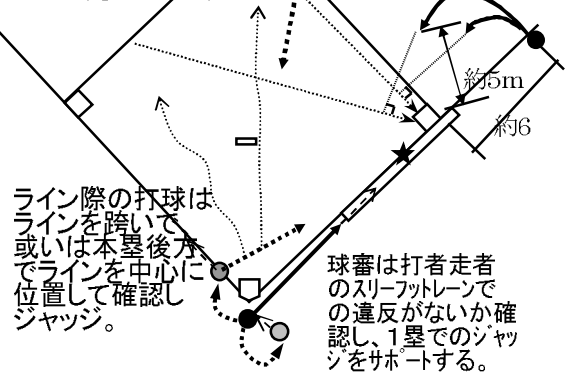 約5m
約6
ライン際の打球は
ラインを跨いで
或いは本塁後方
でラインを中心に
位置して確認し
ジャッジ。
球審は打者走者
のスリーフットレーンで
の違反がないか確
認し、１塁でのジャッ
ジをサポートする。